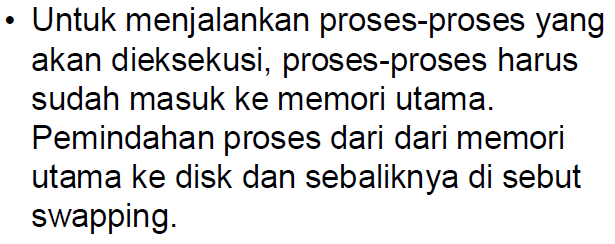 • Untuk menjalankan proses-proses yang
akan dieksekusi, proses-proses harus
sudah masuk ke memori utama.
Pemindahan proses dari dari memori
utama ke disk dan sebaliknya di sebut
swapping.